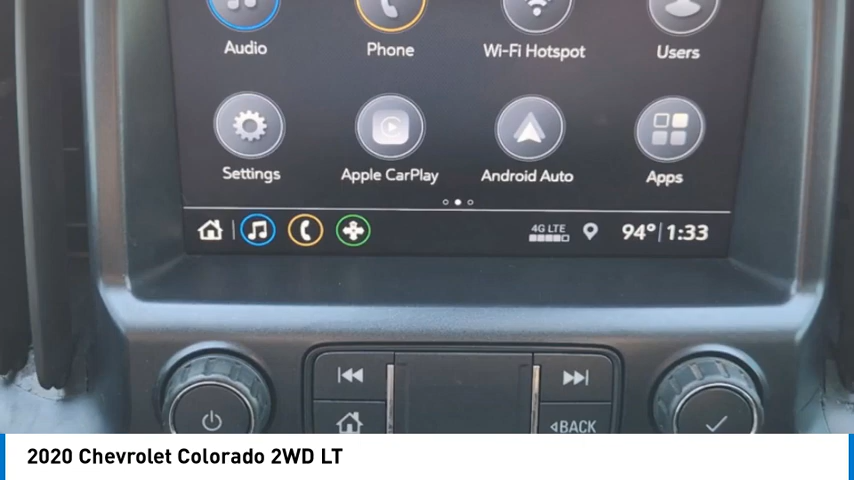 Audio Phone Wi-Fi Hotspot Users
Settings Apple CarPlay Android Auto Apps
4G LTE 94° 1:33
BACK
2020 Chevrolet Colorado 2WD LT